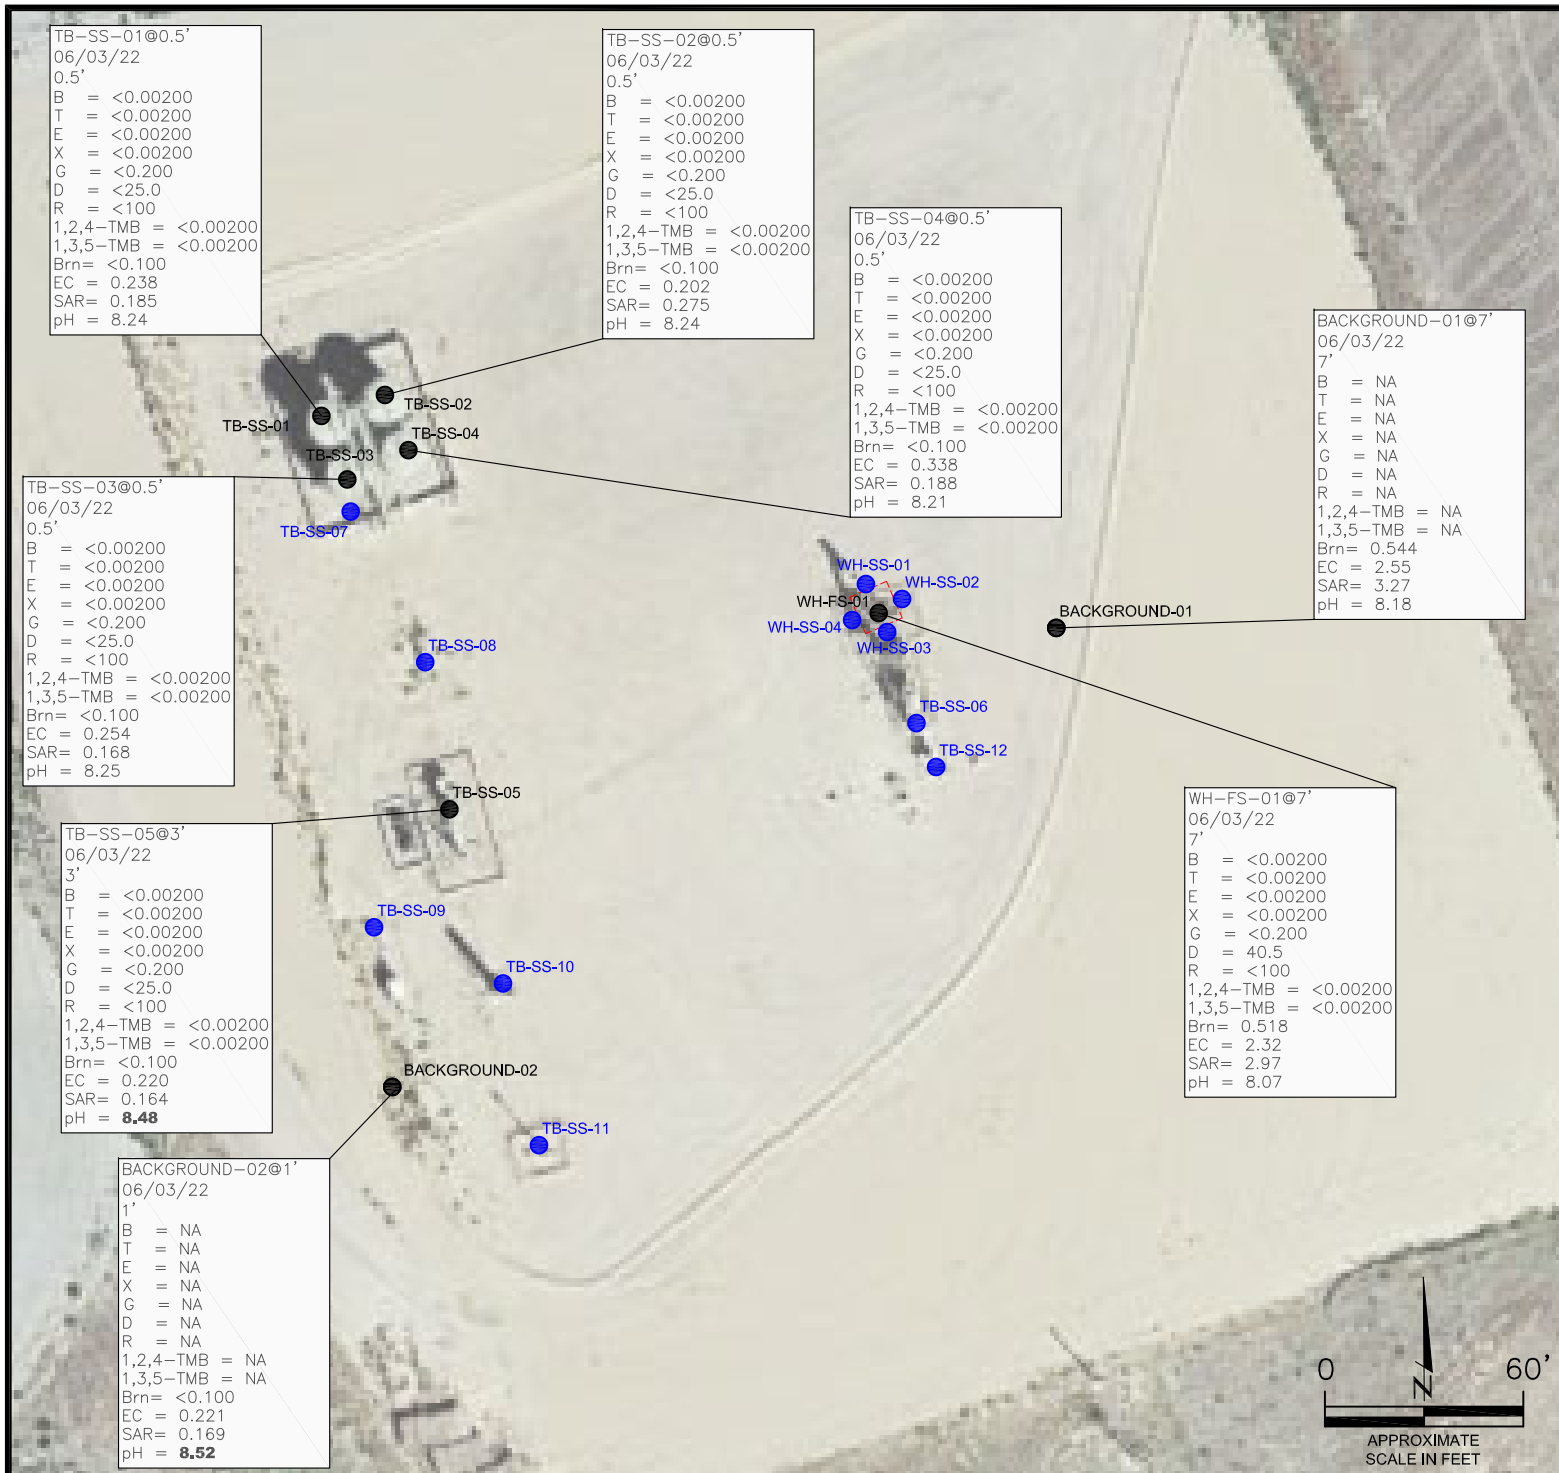 TB-SS-01@0.5'
06/03/22
0.5'
B = <0.00200
T = <0.00200
E = <0.00200
X = <0.00200
G = <0.200
D = <25.0
R = <100
1,2,4-TMB = <0.00200
1,3,5-TMB = <0.00200
Brn= <0.100
EC = 0.238
SAR= 0.185
pH = 8.24
TB-SS-02@0.5'
06/03/22
0.5'
B = <0.00200
T = <0.00200
E = <0.00200
X = <0.00200
G = <0.200
D = <25.0
R = <100
1,2,4-TMB = <0.00200
1,3,5-TMB = <0.00200
Brn= <0.100
EC = 0.202
SAR= 0.275
pH = 8.24
TB-SS-04@0.5'
06/03/22
0.5'
B = <0.00200
T = <0.00200
E = <0.00200
X = <0.00200
G = <0.200
D = <25.0
R = <100
1,2,4-TMB = <0.00200
1,3,5-TMB = <0.00200
Brn= <0.100
EC = 0.338
SAR= 0.188
pH = 8.21
BACKGROUND-01@7'
06/03/22
7'
B = NA
T = NA
E = NA
X = NA
G = NA
D = NA
R = NA
1,2,4-TMB = NA
1,3,5-TMB = NA
Brn= 0.544
EC = 2.55
SAR= 3.27
pH = 8.18
TB-SS-02
TB-SS-01
TB-SS-04
TB-SS-03
TB-SS-07
TB-SS-03@0.5'
06/03/22
0.5'
B = <0.00200
T = <0.00200
E = <0.00200
X = <0.00200
G = <0.200
D = <25.0
R = <100
1,2,4-TMB = <0.00200
1,3,5-TMB = <0.00200
Brn= <0.100
EC = 0.254
SAR= 0.168
pH = 8.25
WH-SS-01
WH-SS-02
WH-FS-01
WH-SS-04
WH-SS-03
BACKGROUND-01
TB-SS-08
TB-SS-06
TB-SS-12
TB-SS-05
WH-FS-01@7'
06/03/22
7'
B = <0.00200
T = <0.00200
E = <0.00200
X = <0.00200
G = <0.200
D = 40.5
R = <100
1,2,4-TMB = <0.00200
1,3,5-TMB = <0.00200
Brn= 0.518
EC = 2.32
SAR= 2.97
pH = 8.07
TB-SS-05@3'
06/03/22
3'
B = <0.00200
T = <0.00200
E = <0.00200
X = <0.00200
G = <0.200
D = <25.0
R = <100
1,2,4-TMB = <0.00200
1,3,5-TMB = <0.00200
Brn= <0.100
EC = 0.220
SAR= 0.164
pH = 8.48
TB-SS-09
TB-SS-10
BACKGROUND-02
TB-SS-11
BACKGROUND-02@1'
06/03/22
1'
B = NA
T = NA
E = NA
X = NA
G = NA
D = NA
R = NA
1,2,4-TMB = NA
1,3,5-TMB = NA
Brn= <0.100
EC = 0.221
SAR= 0.169
pH = 8.52
0 60'
N
APPROXIMATE
SCALE IN FEET